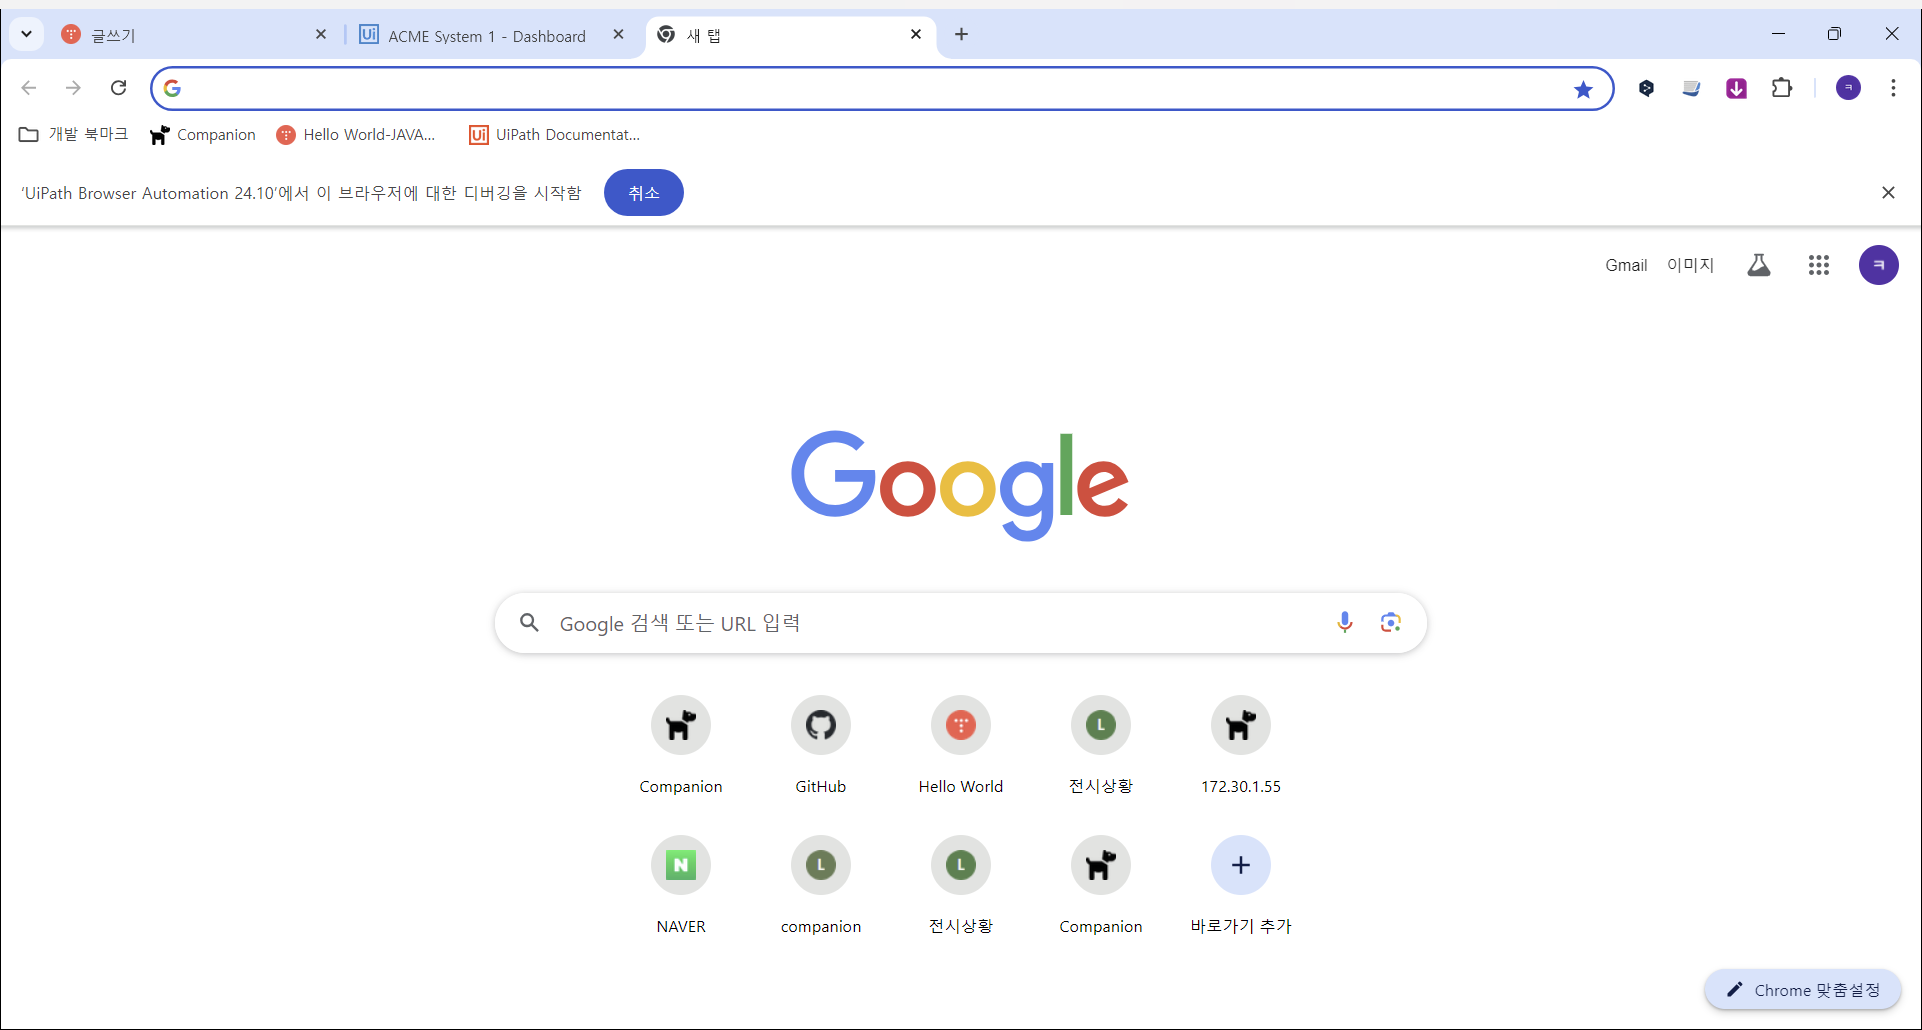 글쓰기
ACME System 1 - Dashboard
새 탭
개발 북마크
Companion
Hello World-JAVA...
UiPath Documentat...
'UiPath Browser Automation 24.10'에서 이 브라우저에 대한 디버깅을 시작함
취소
Gmail
이미지
ㅋ
Google
Google 검색 또는 URL 입력
Companion
GitHub
Hello World
전시상황
172.30.1.55
NAVER
companion
전시상황
Companion
바로가기 추가
Chrome 맞춤설정